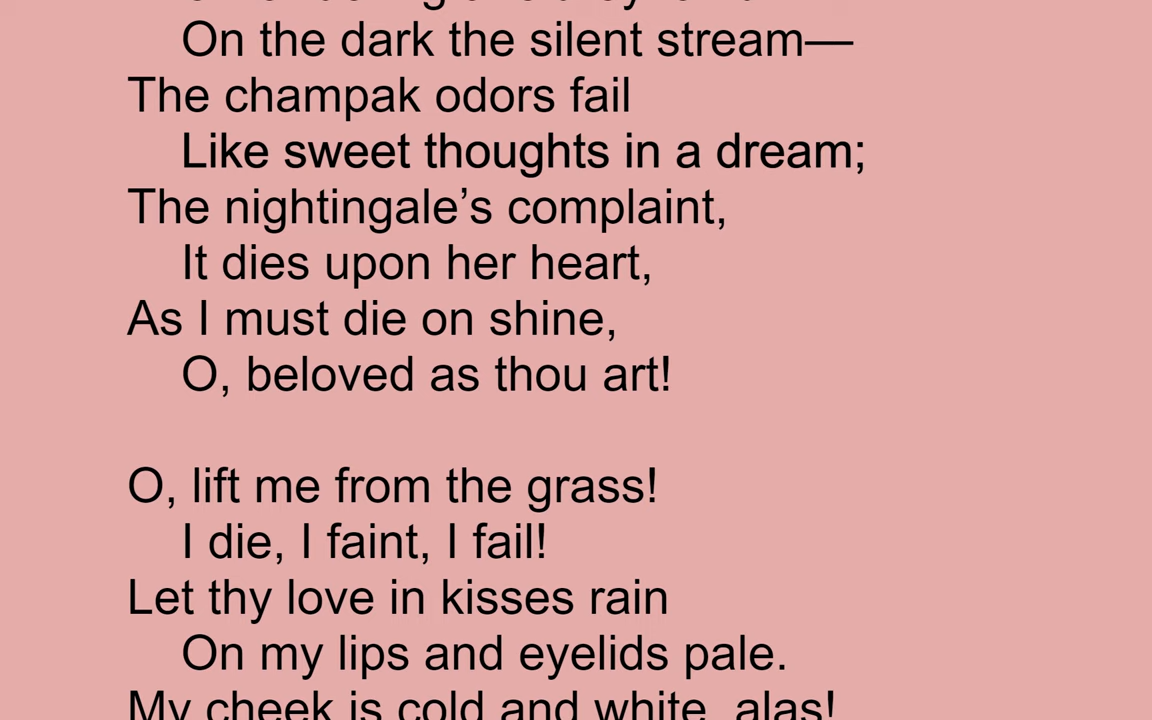 On the dark the silent stream—
The champak odors fail
Like sweet thoughts in a dream;
The nightingale’s complaint,
It dies upon her heart,
As I must die on shine,
O, beloved as thou art!
O, lift me from the grass!
I die, I faint, I fail!
Let thy love in kisses rain
On my lips and eyelids pale.
My cheek is cold and white, alas!